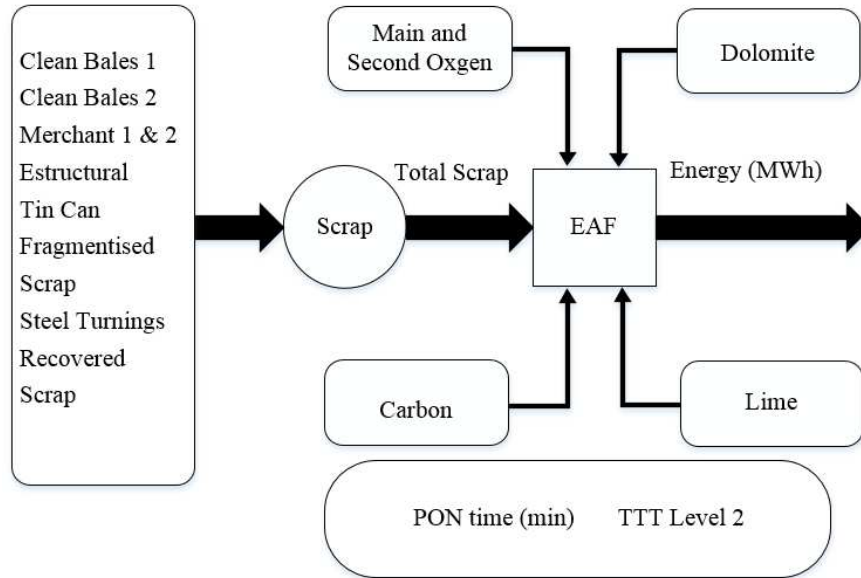 Clean Bales 1
Clean Bales 2
Merchant 1 & 2
Estructural
Tin Can
Fragmentised
Scrap
Steel Turnings
Recovered
Scrap
Scrap
Total Scrap
Main and
Second Oxgen
Dolomite
EAF
Energy (MWh)
Carbon
Lime
PON time (min) TTT Level 2